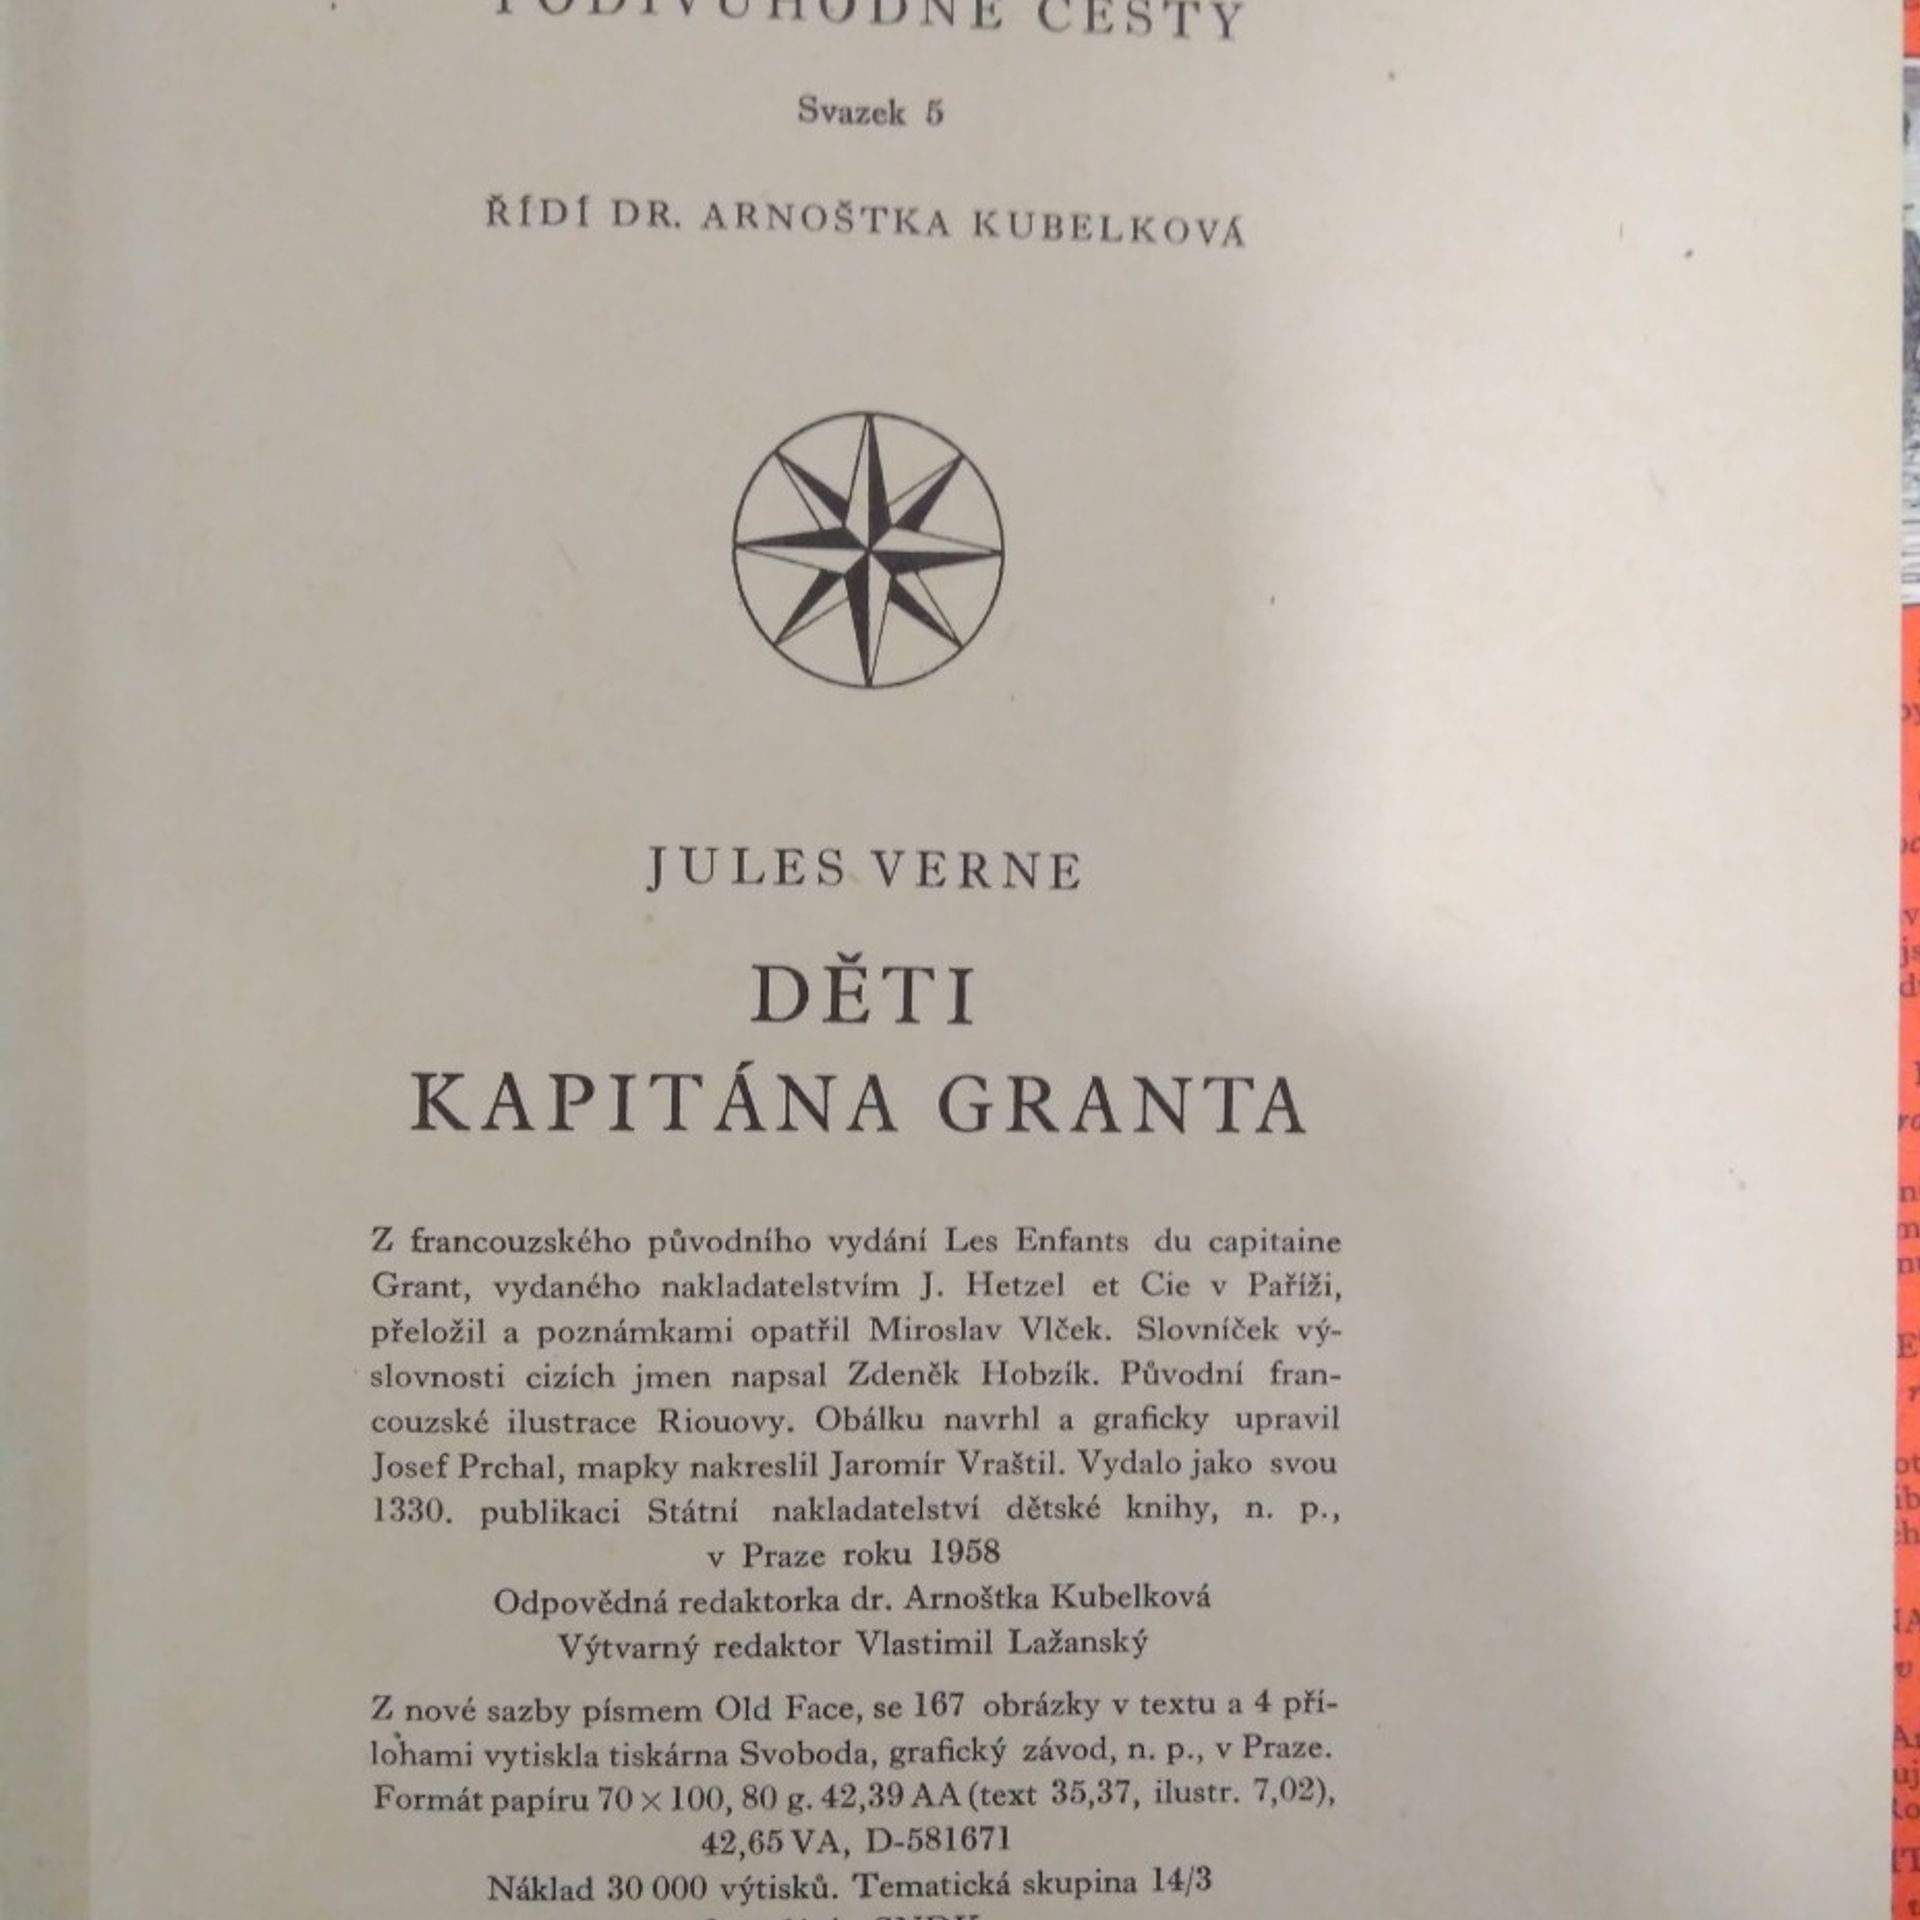 PODIVUHODNÉ CESTY
Svazek 5
ŘÍDÍ DR. ARNOŠTKA KUBELKOVÁ
JULES VERNE
DĚTI
KAPITÁNA GRANTA
Z francouzského původního vydání Les Enfants du capitaine
Grant, vydaného nakladatelstvím J. Hetzel et Cie v Paříži,
přeložil a poznámkami opatřil Miroslav Vlček. Slovníček vý-
slovnosti cizích jmen napsal Zdeněk Hobzík. Původní fran-
couzské ilustrace Riouovy. Obálku navrhl a graficky upravil
Josef Prchal, mapky nakreslil Jaromír Vraštil. Vydalo jako svou
1330. publikaci Státní nakladatelství dětské knihy, n. p.,
v Praze roku 1958
Odpovědná redaktorka dr. Arnoštka Kubelková
Výtvarný redaktor Vlastimil Lažanský
Z nové sazby písmem Old Face, se 167 obrázky v textu a 4 pří-
lohami vytiskla tiskárna Svoboda, grafický závod, n. p., v Praze.
Formát papíru 70 × 100, 80 g. 42,39 AA (text 35,37, ilustr. 7,02),
42,65 VA, D-581671
Náklad 30 000 výtisků. Tematická skupina 14/3